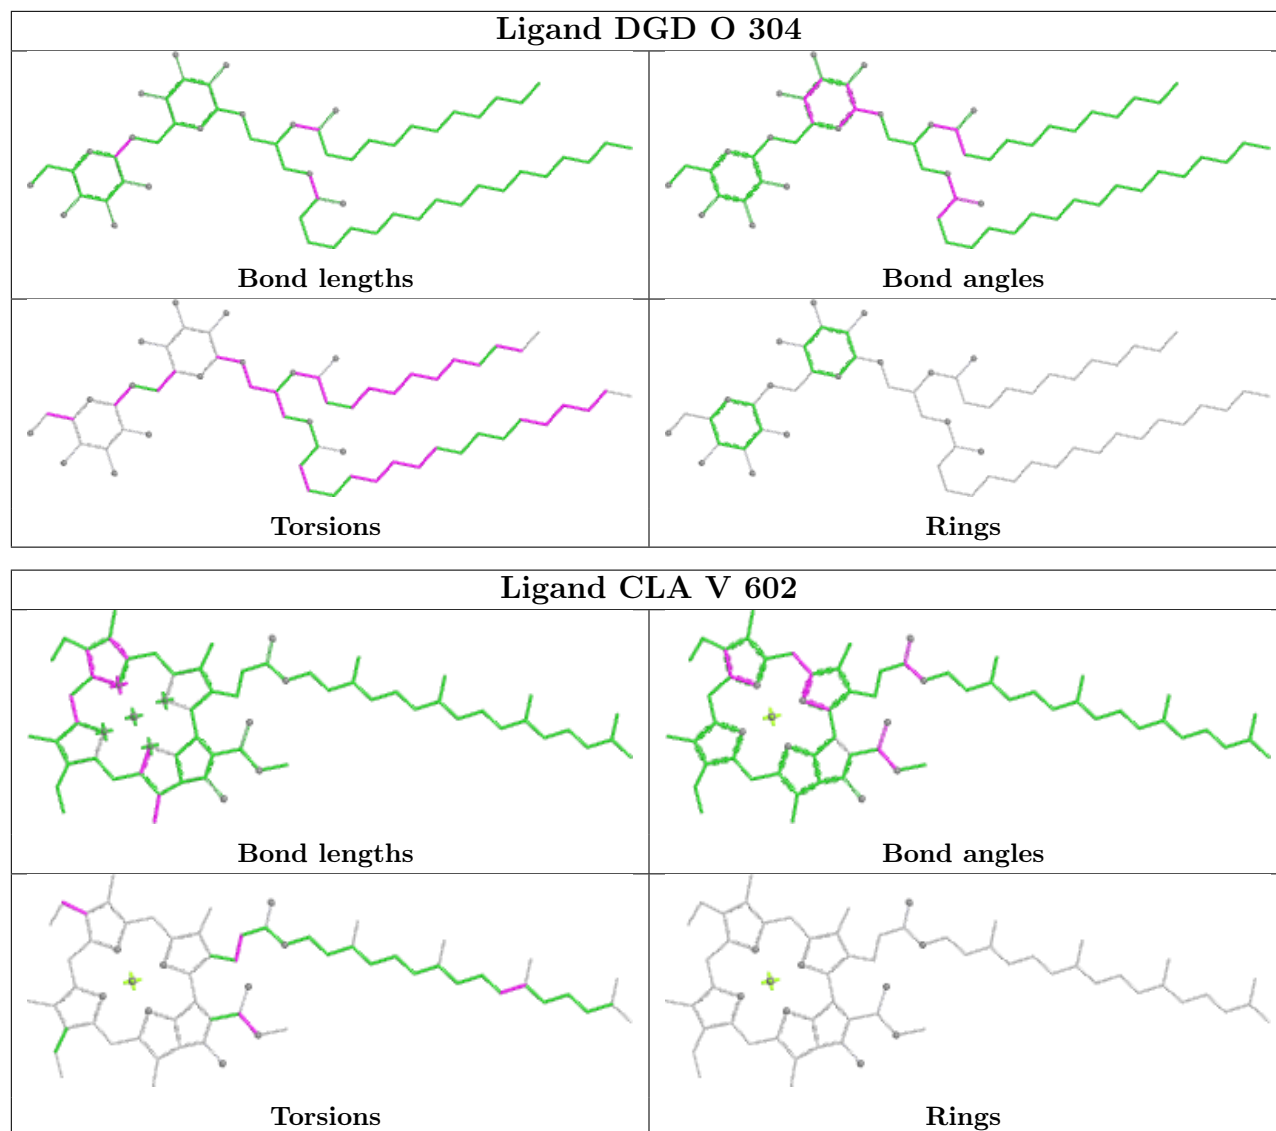 Ligand DGD O 304
Bond lengths
Bond angles
Torsions
Rings
Ligand CLA V 602
Bond lengths
Bond angles
Torsions
Rings